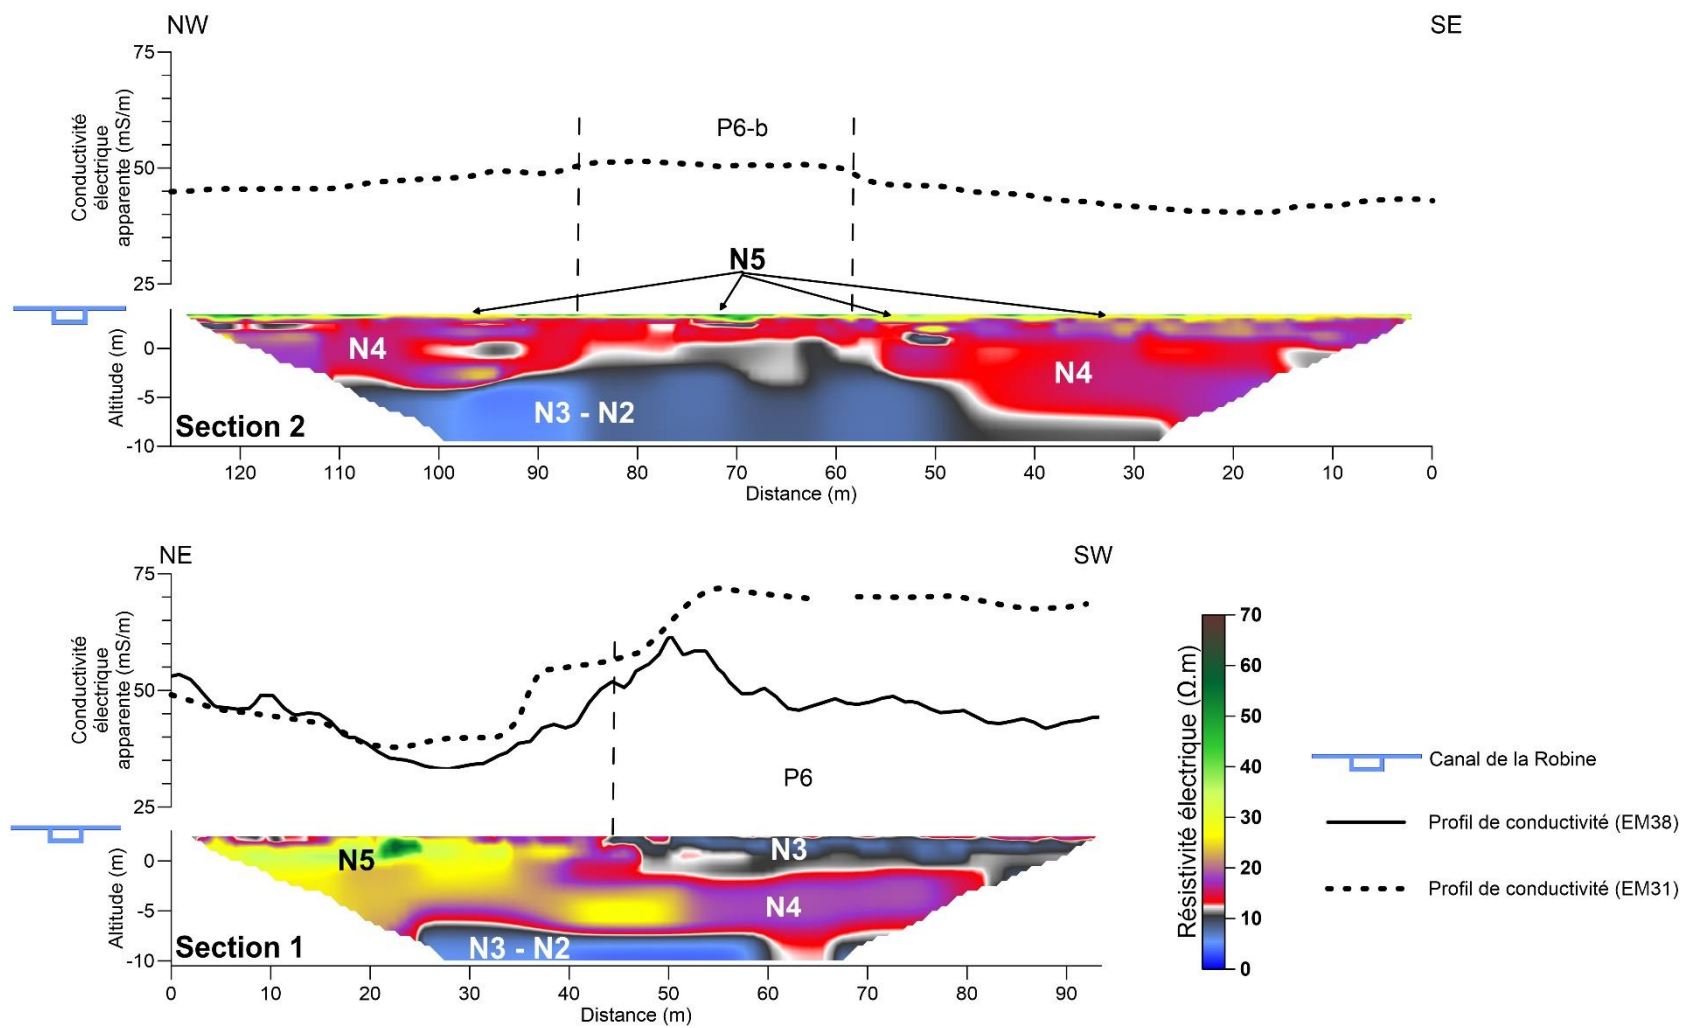 NW
SE
75
50
25
Conductivité
électrique
apparente (mS/m)
P6-b
N5
0
-5
-10
Altitude (m)
N4
N4
N3 - N2
Section 2
120
110
100
90
80
70
60
50
40
30
20
10
0
Distance (m)
NE
SW
75
50
25
Conductivité
électrique
apparente (mS/m)
P6
0
-5
-10
Altitude (m)
N5
N3
N4
N3 - N2
Section 1
0
10
20
30
40
50
60
70
80
90
Distance (m)
Résistivité électrique (Ω.m)
70
60
50
40
30
20
10
0
Canal de la Robine
Profil de conductivité (EM38)
Profil de conductivité (EM31)